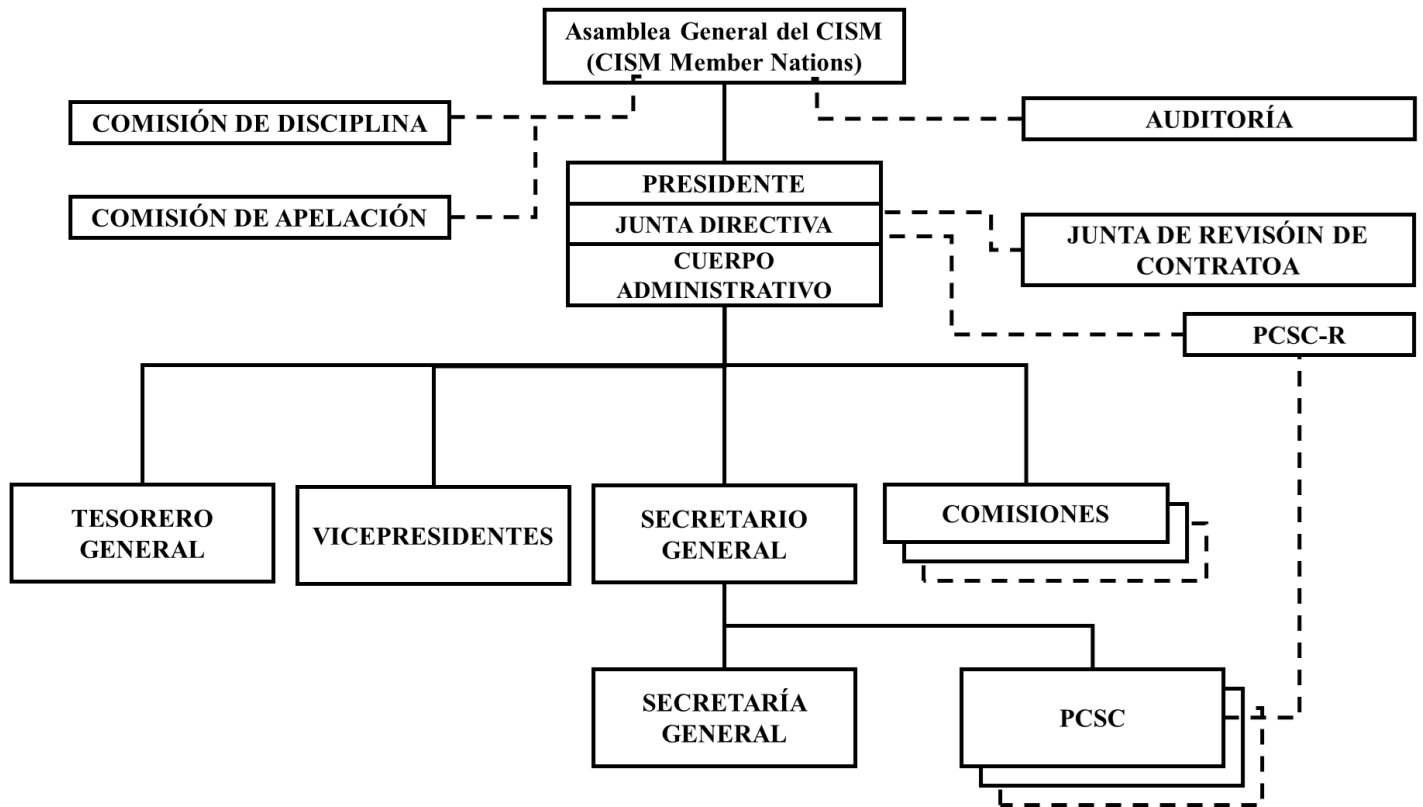 Asamblea General del CISM
(CISM Member Nations)
COMISIÓN DE DISCIPLINA
AUDITORÍA
PRESIDENTE
COMISIÓN DE APELACIÓN
JUNTA DIRECTIVA
JUNTA DE REVISÓIN DE
CONTRATOA
CUERPO
ADMINISTRATIVO
PCSC-R
TESORERO
GENERAL
VICEPRESIDENTES
SECRETARIO
GENERAL
COMISIONES
SECRETARÍA
GENERAL
PCSC